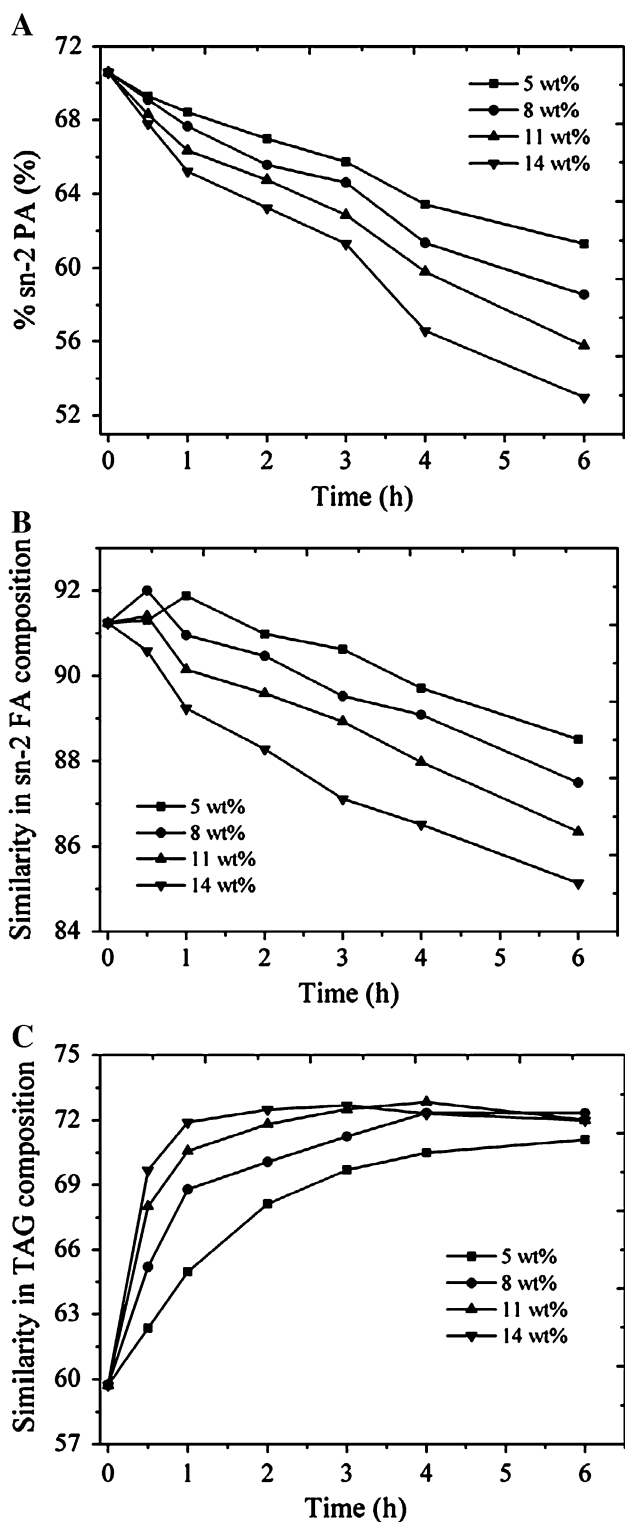 A
% sn-2 PA (%)
72
68
64
60
56
52
5 wt%
8 wt%
11 wt%
14 wt%
0 1 2 3 4 5 6
Time (h)
B
Similarity in sn-2 FA composition
92
90
88
86
84
5 wt%
8 wt%
11 wt%
14 wt%
0 1 2 3 4 5 6
Time (h)
C
Similarity in TAG composition
75
72
69
66
63
60
57
5 wt%
8 wt%
11 wt%
14 wt%
0 1 2 3 4 5 6
Time (h)